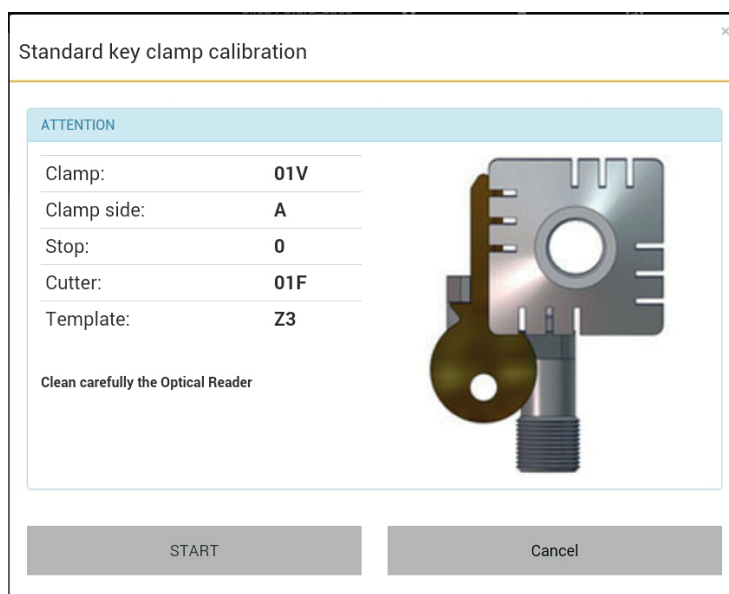 ×
Standard key clamp calibration
ATTENTION
Clamp: 01V
Clamp side: A
Stop: 0
Cutter: 01F
Template: Z3
Clean carefully the Optical Reader
START Cancel